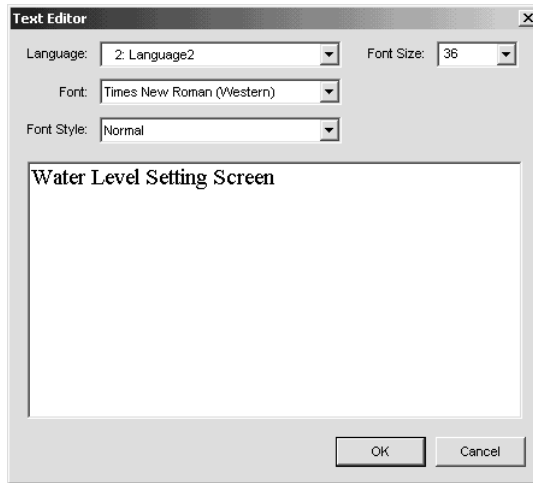 Text Editor
Language: 2: Language2 Font Size: 36
Font: Times New Roman (Western)
Font Style: Normal
Water Level Setting Screen
OK Cancel